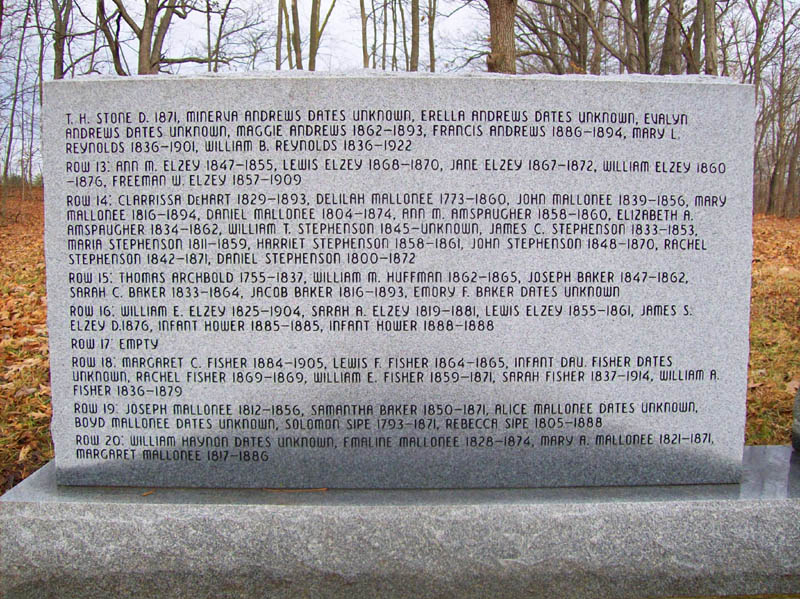 T. H. STONE D. 1871, MINERVA ANDREWS DATES UNKNOWN, ERELLA ANDREWS DATES UNKNOWN, EVALYN
ANDREWS DATES UNKNOWN, MAGGIE ANDREWS 1862-1893, FRANCIS ANDREWS 1886-1894, MARY L.
REYNOLDS 1836-1901, WILLIAM B. REYNOLDS 1836-1922
ROW 13: ANN M. ELZEY 1847-1855, LEWIS ELZEY 1868-1870, JANE ELZEY 1867-1872, WILLIAM ELZEY 1860
-1876, FREEMAN W. ELZEY 1857-1909
ROW 14: CLARRISSA DeHART 1829-1893, DELILAH MALLONEE 1773-1860, JOHN MALLONEE 1839-1856, MARY
MALLONEE 1816-1894, DANIEL MALLONEE 1804-1874, ANN M. AMSPAUGHER 1858-1860, ELIZABETH A.
AMSPAUGHER 1834-1862, WILLIAM T. STEPHENSON 1845-UNKNOWN, JAMES C. STEPHENSON 1833-1853,
MARIA STEPHENSON 1811-1859, HARRIET STEPHENSON 1858-1861, JOHN STEPHENSON 1848-1870, RACHEL
STEPHENSON 1842-1871, DANIEL STEPHENSON 1800-1872
ROW 15: THOMAS ARCHBOLD 1755-1837, WILLIAM M. HUFFMAN 1862-1865, JOSEPH BAKER 1847-1862,
SARAH C. BAKER 1833-1864, JACOB BAKER 1816-1893, EMORY F. BAKER DATES UNKNOWN
ROW 16: WILLIAM E. ELZEY 1825-1904, SARAH A. ELZEY 1819-1881, LEWIS ELZEY 1855-1861, JAMES S.
ELZEY D.1876, INFANT HOWER 1885-1885, INFANT HOWER 1888-1888
ROW 17: EMPTY
ROW 18: MARGARET C. FISHER 1884-1905, LEWIS F. FISHER 1864-1865, INFANT DAU. FISHER DATES
UNKNOWN, RACHEL FISHER 1869-1869, WILLIAM E. FISHER 1859-1871, SARAH FISHER 1837-1914, WILLIAM A.
FISHER 1836-1879
ROW 19: JOSEPH MALLONEE 1812-1856, SAMANTHA BAKER 1850-1871, ALICE MALLONEE DATES UNKNOWN,
BOYD MALLONEE DATES UNKNOWN, SOLOMON SIPE 1793-1871, REBECCA SIPE 1805-1888
ROW 20: WILLIAM HAYNON DATES UNKNOWN, EMALINE MALLONEE 1828-1874, MARY A. MALLONEE 1821-1871,
MARGARET MALLONEE 1817-1886